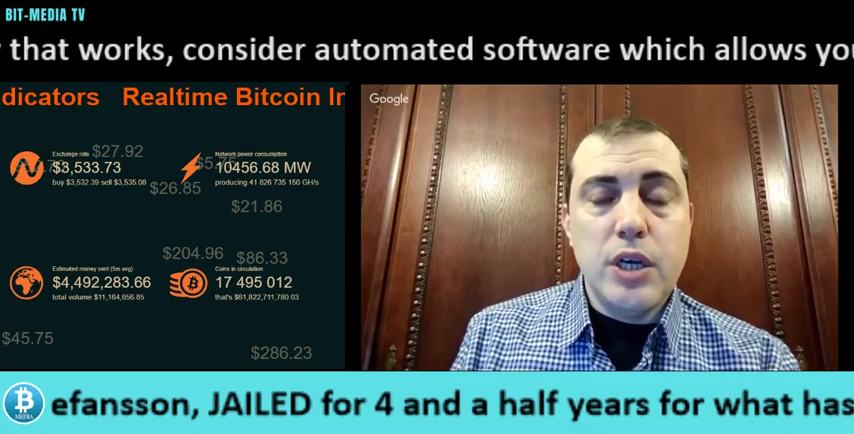 BIT-MEDIA TV
that works, consider automated software which allows you
dicators Realtime Bitcoin In
Exchange rate
$27.92
$3,533.73
buy $3,532.39 sell $3,535.08
$26.85
Network power consumption
10456.68 MW
producing 41 826 735 150 GH/s
$21.86
$204.96 $86.33
Estimated money sent (5m avg)
$4,492,283.66
total volume $11,164,656.85
Coins in circulation
17 495 012
that's $61,822,711,780.03
$45.75
$286.23
Google
B
MEDIA
efansson, JAILED for 4 and a half years for what has